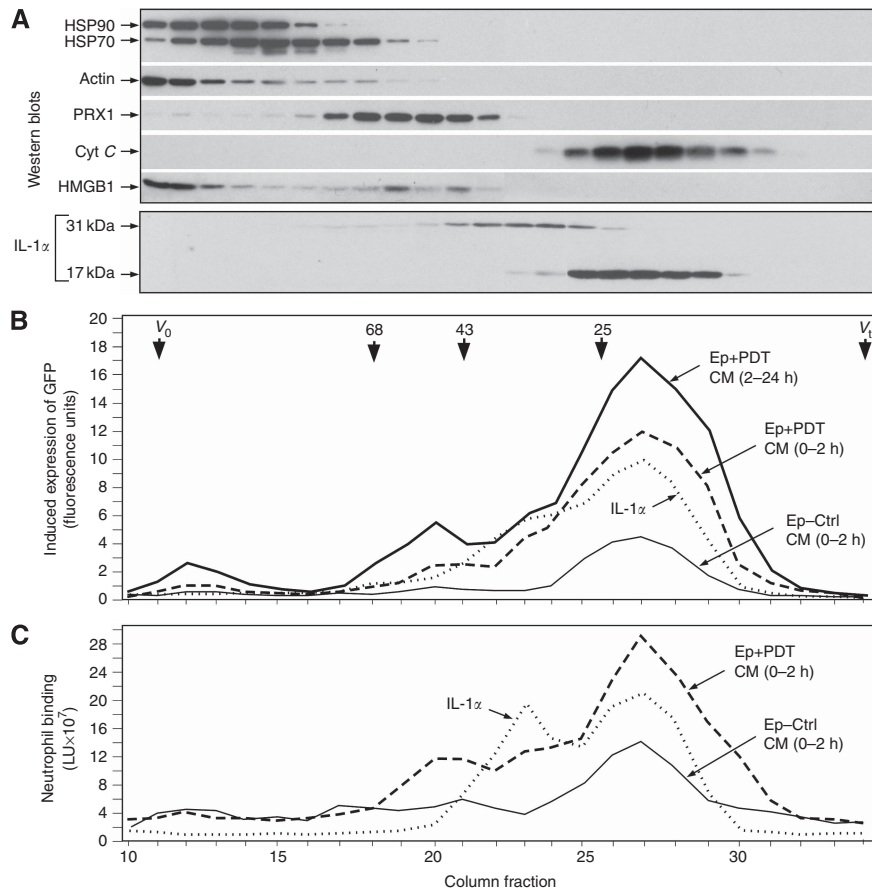 A
HSP90
HSP70
Actin
PRX1
Cyt C
HMGB1
Western blots
IL-1α
31 kDa
17 kDa
B
20
18
16
14
12
10
8
6
4
2
0
Induced expression of GFP
(fluorescence units)
V0
68
43
25
Vt
Ep+PDT
CM (2–24 h)
Ep+PDT
CM (0–2 h)
IL-1α
Ep–Ctrl
CM (0–2 h)
C
28
24
20
16
12
8
4
0
Neutrophil binding
(LU×10⁷)
IL-1α
Ep+PDT
CM (0–2 h)
Ep–Ctrl
CM (0–2 h)
10
15
20
25
30
Column fraction